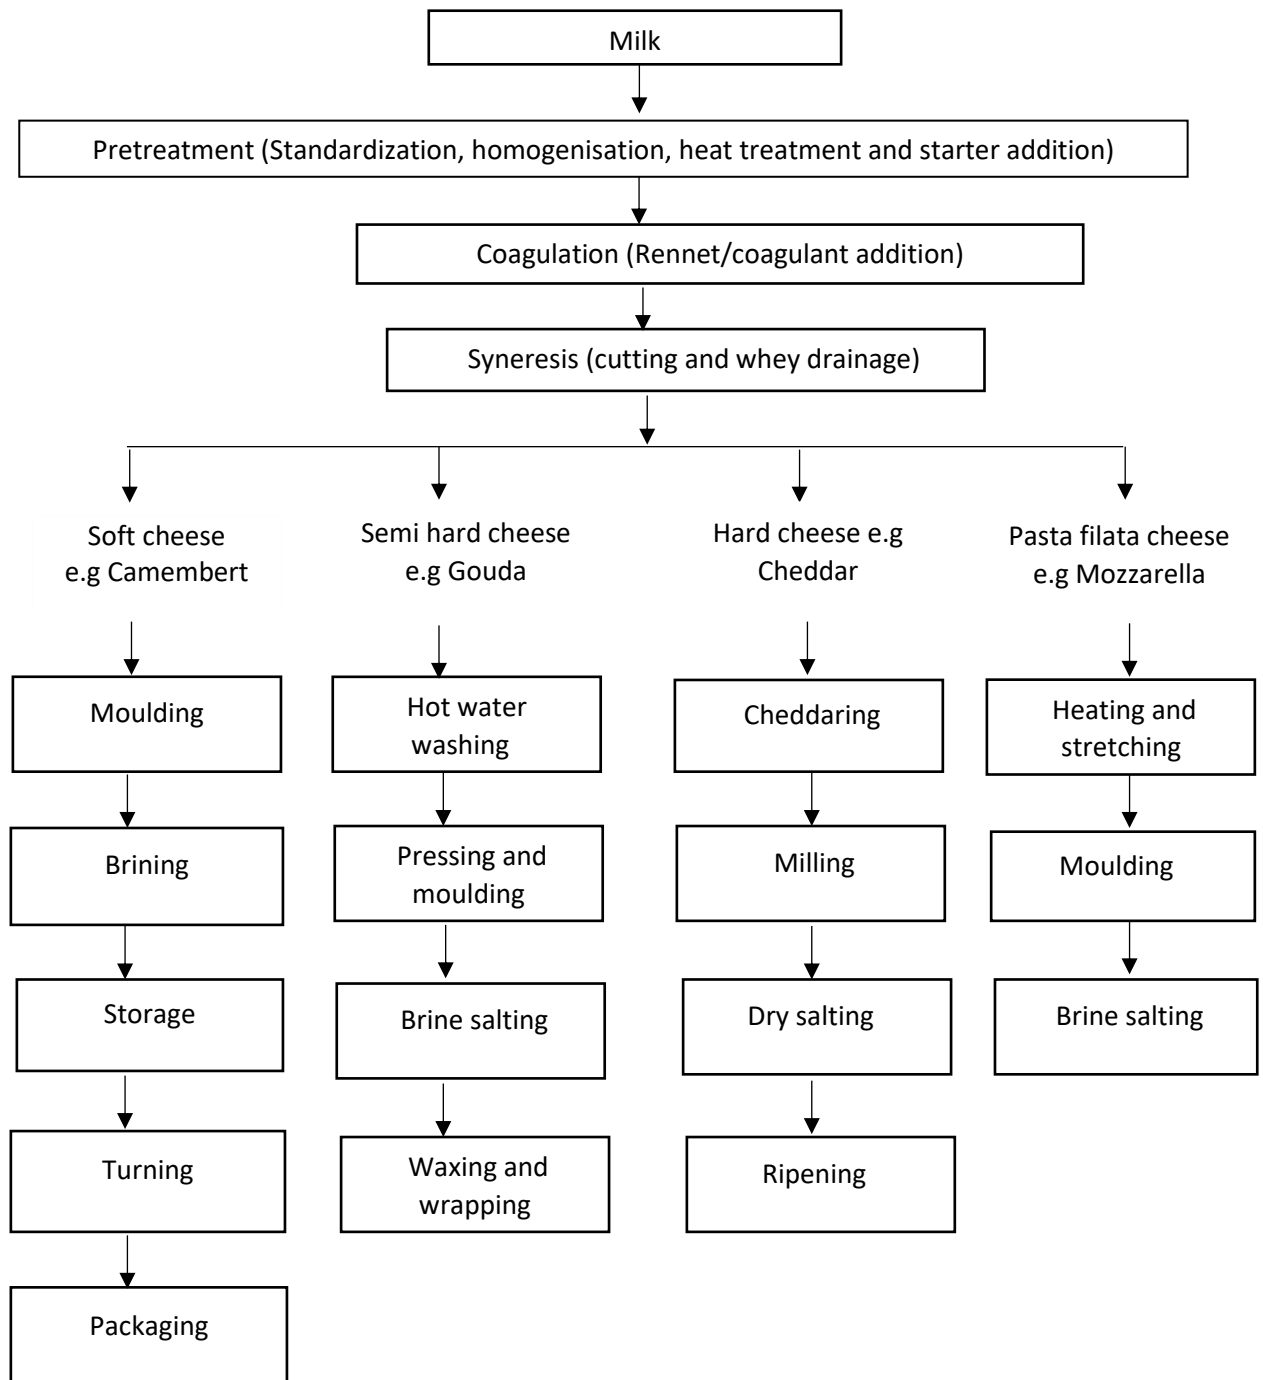 Milk
Pretreatment (Standardization, homogenisation, heat treatment and starter addition)
Coagulation (Rennet/coagulant addition)
Syneresis (cutting and whey drainage)
Soft cheese
e.g Camembert
Semi hard cheese
e.g Gouda
Hard cheese e.g
Cheddar
Pasta filata cheese
e.g Mozzarella
Moulding
Hot water
washing
Cheddaring
Heating and
stretching
Brining
Pressing and
moulding
Milling
Moulding
Storage
Brine salting
Dry salting
Brine salting
Turning
Waxing and
wrapping
Ripening
Packaging